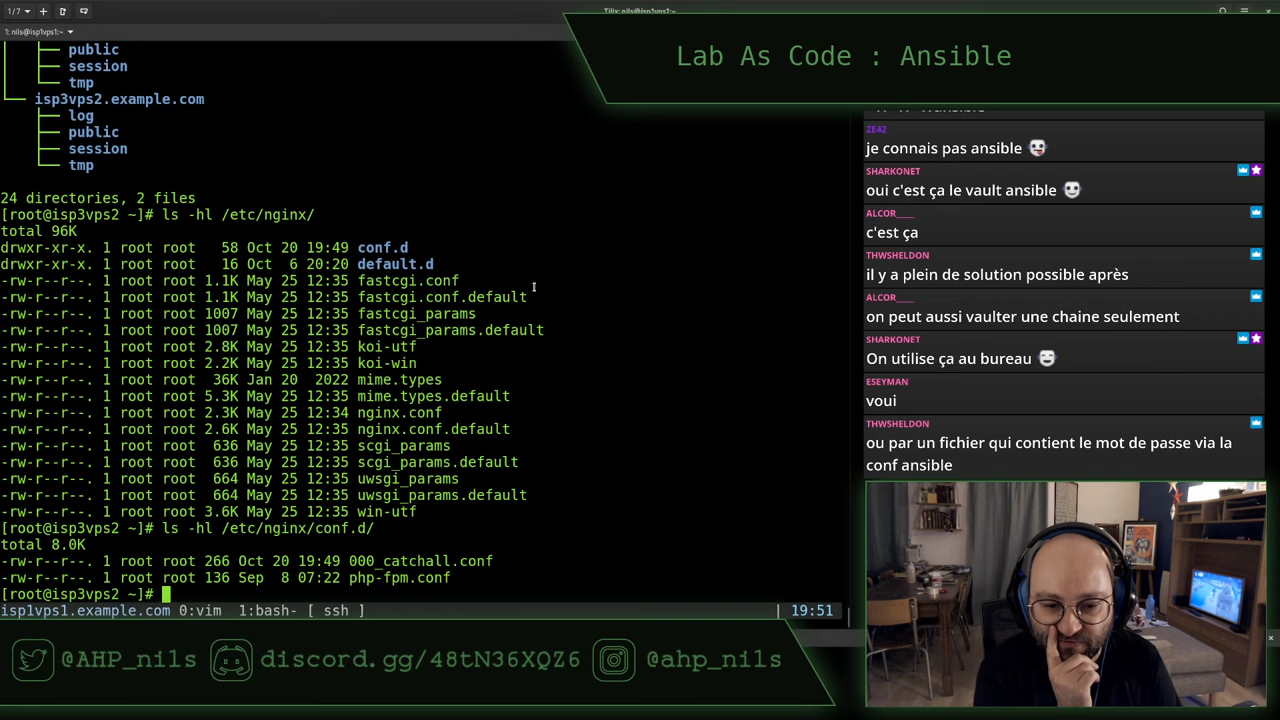 1/7
Tilix: nils@isp1vps1:~
1: nils@isp1vps1:~
Lab As Code : Ansible
public
session
tmp
isp3vps2.example.com
log
public
session
tmp
24 directories, 2 files
[root@isp3vps2 ~]# ls -hl /etc/nginx/
total 96K
drwxr-xr-x. 1 root root   58 Oct 20 19:49 conf.d
drwxr-xr-x. 1 root root   16 Oct  6 20:20 default.d
-rw-r--r--. 1 root root 1.1K May 25 12:35 fastcgi.conf
-rw-r--r--. 1 root root 1.1K May 25 12:35 fastcgi.conf.default
-rw-r--r--. 1 root root 1007 May 25 12:35 fastcgi_params
-rw-r--r--. 1 root root 1007 May 25 12:35 fastcgi_params.default
-rw-r--r--. 1 root root 2.8K May 25 12:35 koi-utf
-rw-r--r--. 1 root root 2.2K May 25 12:35 koi-win
-rw-r--r--. 1 root root  36K Jan 20  2022 mime.types
-rw-r--r--. 1 root root 5.3K May 25 12:35 mime.types.default
-rw-r--r--. 1 root root 2.3K May 25 12:34 nginx.conf
-rw-r--r--. 1 root root 2.6K May 25 12:35 nginx.conf.default
-rw-r--r--. 1 root root  636 May 25 12:35 scgi_params
-rw-r--r--. 1 root root  636 May 25 12:35 scgi_params.default
-rw-r--r--. 1 root root  664 May 25 12:35 uwsgi_params
-rw-r--r--. 1 root root  664 May 25 12:35 uwsgi_params.default
-rw-r--r--. 1 root root 3.6K May 25 12:35 win-utf
[root@isp3vps2 ~]# ls -hl /etc/nginx/conf.d/
total 8.0K
-rw-r--r--. 1 root root 266 Oct 20 19:49 000_catchall.conf
-rw-r--r--. 1 root root 136 Sep  8 07:22 php-fpm.conf
[root@isp3vps2 ~]#
isp1vps1.example.com 0:vim  1:bash- [ ssh ] | 19:51
ZE42
je connais pas ansible
SHARKONET
oui c'est ça le vault ansible
ALCOR____
c'est ça
THWSHELDON
il y a plein de solution possible après
ALCOR____
on peut aussi vaulter une chaine seulement
SHARKONET
On utilise ça au bureau
ESEYMAN
voui
THWSHELDON
ou par un fichier qui contient le mot de passe via la
conf ansible
@AHP_nils discord.gg/48tN36XQZ6 @ahp_nils